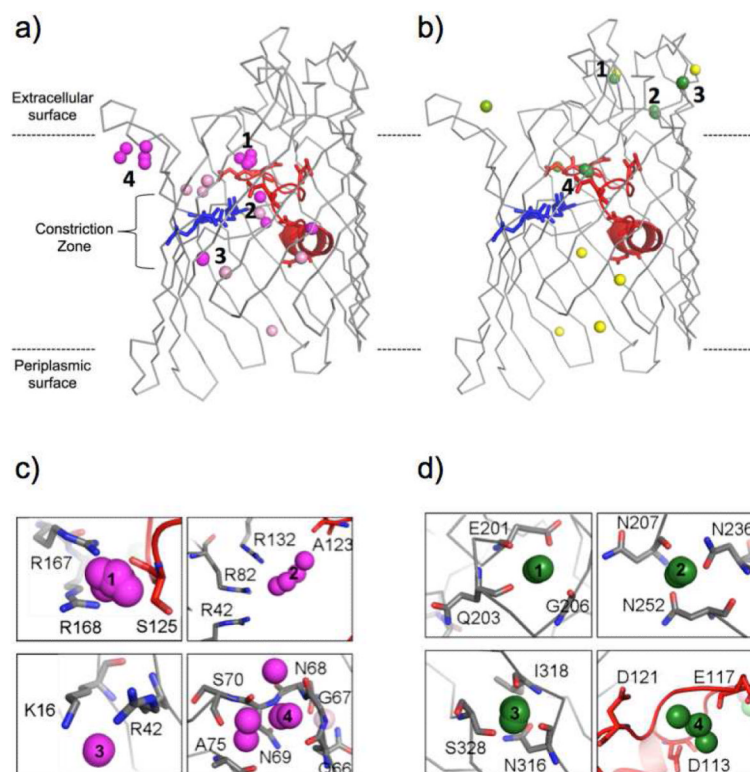 a)
b)
Extracellular
surface
1
4
2
Constriction
Zone
3
Periplasmic
surface
1
2
3
4
c)
d)
R167
1
R168
S125
R132
A123
R82
2
R42
K16
R42
3
S70
N68
G67
4
A75
N69
G66
E201
1
Q203
G206
N207
N236
2
N252
I318
3
S328
N316
D121
E117
4
D113